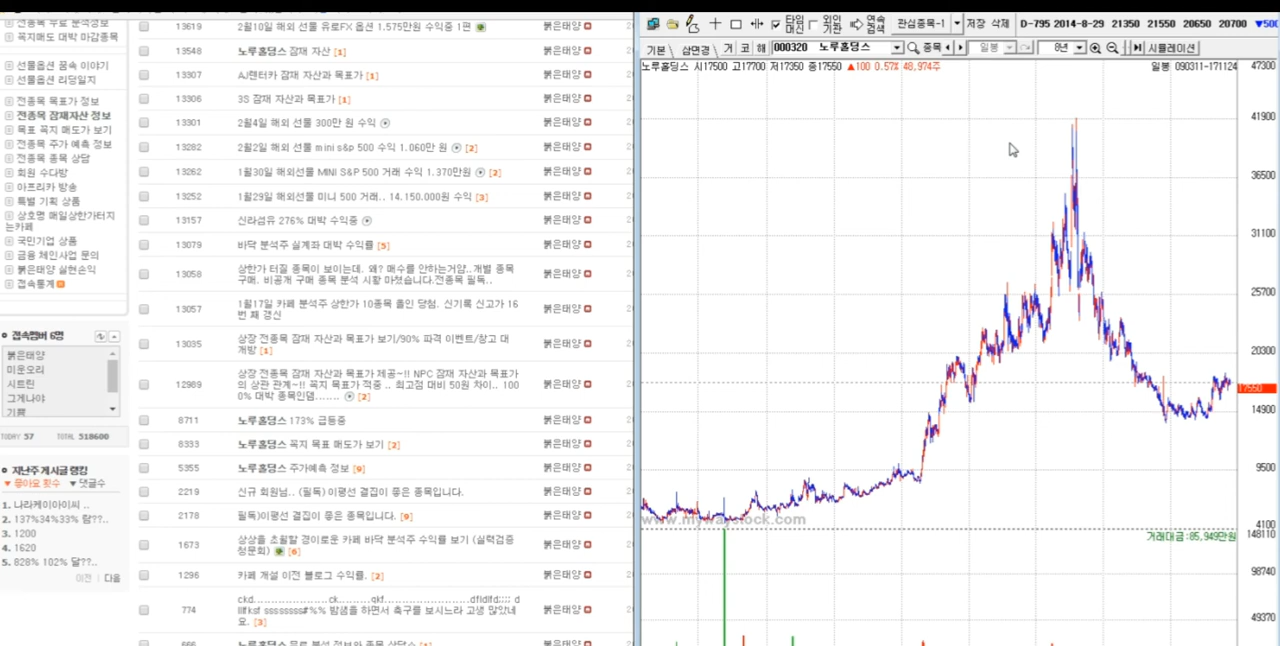 선물옵션 꿈속 이야기
선물옵션 리딩일지
전종목 목표가 정보
전종목 잠재자산 정보
목표 꼭지 매도가 보기
전종목 주가 예측 정보
전종목 종목 상담
회원 수다방
아프리카 방송
특별 기획 상품
상호명 매일상한가터지
는카페
국민기업 상품
금융 체인사업 문의
붉은태양 실현손익
접속통계
접속멤버 6명
붉은태양
미운오리
시트린
그게나야
TODAY 57 TOTAL 518600
지난주 게시글 랭킹
▼좋아요 횟수 ▼댓글수
1. 나라케이아이씨 ..
2. 137%34%33% 람??..
3. 1200
4. 1620
5. 828% 102% 달??..
이전 | 다음
13619 2월10일 해외 선물 유로FX 옵션 1.575만원 수익중 1편 붉은태양
13548 노루홀딩스 잠재 자산 [1] 붉은태양
13307 AJ렌터카 잠재 자산과 목표가 [1] 붉은태양
13306 3S 잠재 자산과 목표가 [1] 붉은태양
13301 2월4일 해외 선물 300만 원 수익 붉은태양
13282 2월2일 해외 선물 mini s&p 500 수익 1.060만 원 [2] 붉은태양
13262 1월30일 해외선물 MINI S&P 500 거래 수익 1.370만원 [2] 붉은태양
13252 1월29일 해외선물 미니 500 거래.. 14.150.000원 수익 [3] 붉은태양
13157 신라섬유 276% 대박 수익중 붉은태양
13079 바닥 분석주 실계좌 대박 수익률 [5] 붉은태양
13058 상한가 터질 종목이 보이는데. 왜? 매수를 안하는거얌..개별 종목
구매. 비공개 구매 종목 분석 시황 마쳤습니다.전종목 필독.. 붉은태양
13057 1월17일 카페 분석주 상한가 10종목 올인 당첨. 신기록 신고가 16
번 째 갱신 붉은태양
13035 상장 전종목 잠재 자산과 목표가 보기/90% 파격 이벤트/창고 대
개방 [1] 붉은태양
12989 상장 전종목 잠재 자산과 목표가 제공~!! NPC잠재 자산과 목표가
의 상관 관계~!! 꼭지 목표가 적중 .. 최고점 대비 50원 차이.. 100
0% 대박 종목인뎀....... [2] 붉은태양
8711 노루홀딩스 173% 급등중 붉은태양
8333 노루홀딩스 꼭지 목표 매도가 보기 [2] 붉은태양
5355 노루홀딩스 주가예측 정보 [9] 붉은태양
2219 신규 회원님.. (필독) 이평선 결집이 좋은 종목입니다. 붉은태양
2178 필독)이평선 결집이 좋은 종목입니다. [9] 붉은태양
1673 상상을 초월할 경이로운 카페 바닥 분석주 수익률 보기 (실력검증
청문회) [6] 붉은태양
1296 카페 개설 이전 블로그 수익률. [2] 붉은태양
774 밤샘을 하면서 축구를 보시느라 고생 많았네
요. [3] 붉은태양
타임 대신 외인 기관 연속 검색 관심종목-1 저장 삭제 D-795 2014-8-29 21350 21550 20650 20700
기본 삼면경 거 코 해 000320 노루홀딩스 종목 일봉 8년 시뮬레이션
노루홀딩스 시17500 고17700 저17350 종17550 ▲100 0.57% 48,974주 일봉 090311-171124
47300
41900
36500
31100
25700
20300
17550
14900
9500
4100
www.mywaystock.com
거래대금:85,949만원
148110
98740
49370